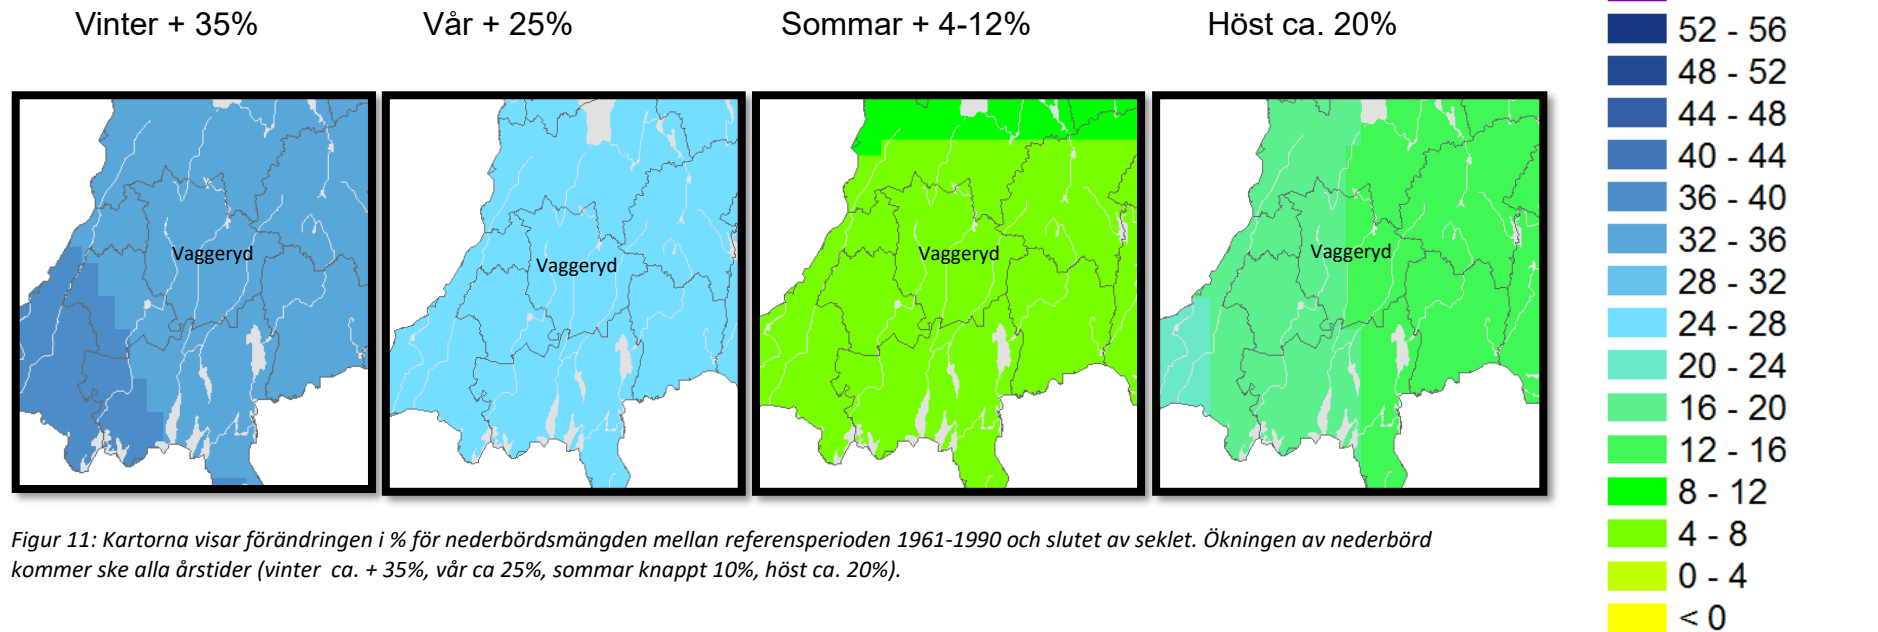 Vinter + 35%
Vår + 25%
Sommar + 4-12%
Höst ca. 20%
Vaggeryd
Vaggeryd
Vaggeryd
Vaggeryd
52 - 56
48 - 52
44 - 48
40 - 44
36 - 40
32 - 36
28 - 32
24 - 28
20 - 24
16 - 20
12 - 16
8 - 12
4 - 8
0 - 4
< 0
Figur 11: Kartorna visar förändringen i % för nederbördsmängden mellan referensperioden 1961-1990 och slutet av seklet. Ökningen av nederbörd
kommer ske alla årstider (vinter ca. + 35%, vår ca 25%, sommar knappt 10%, höst ca. 20%).